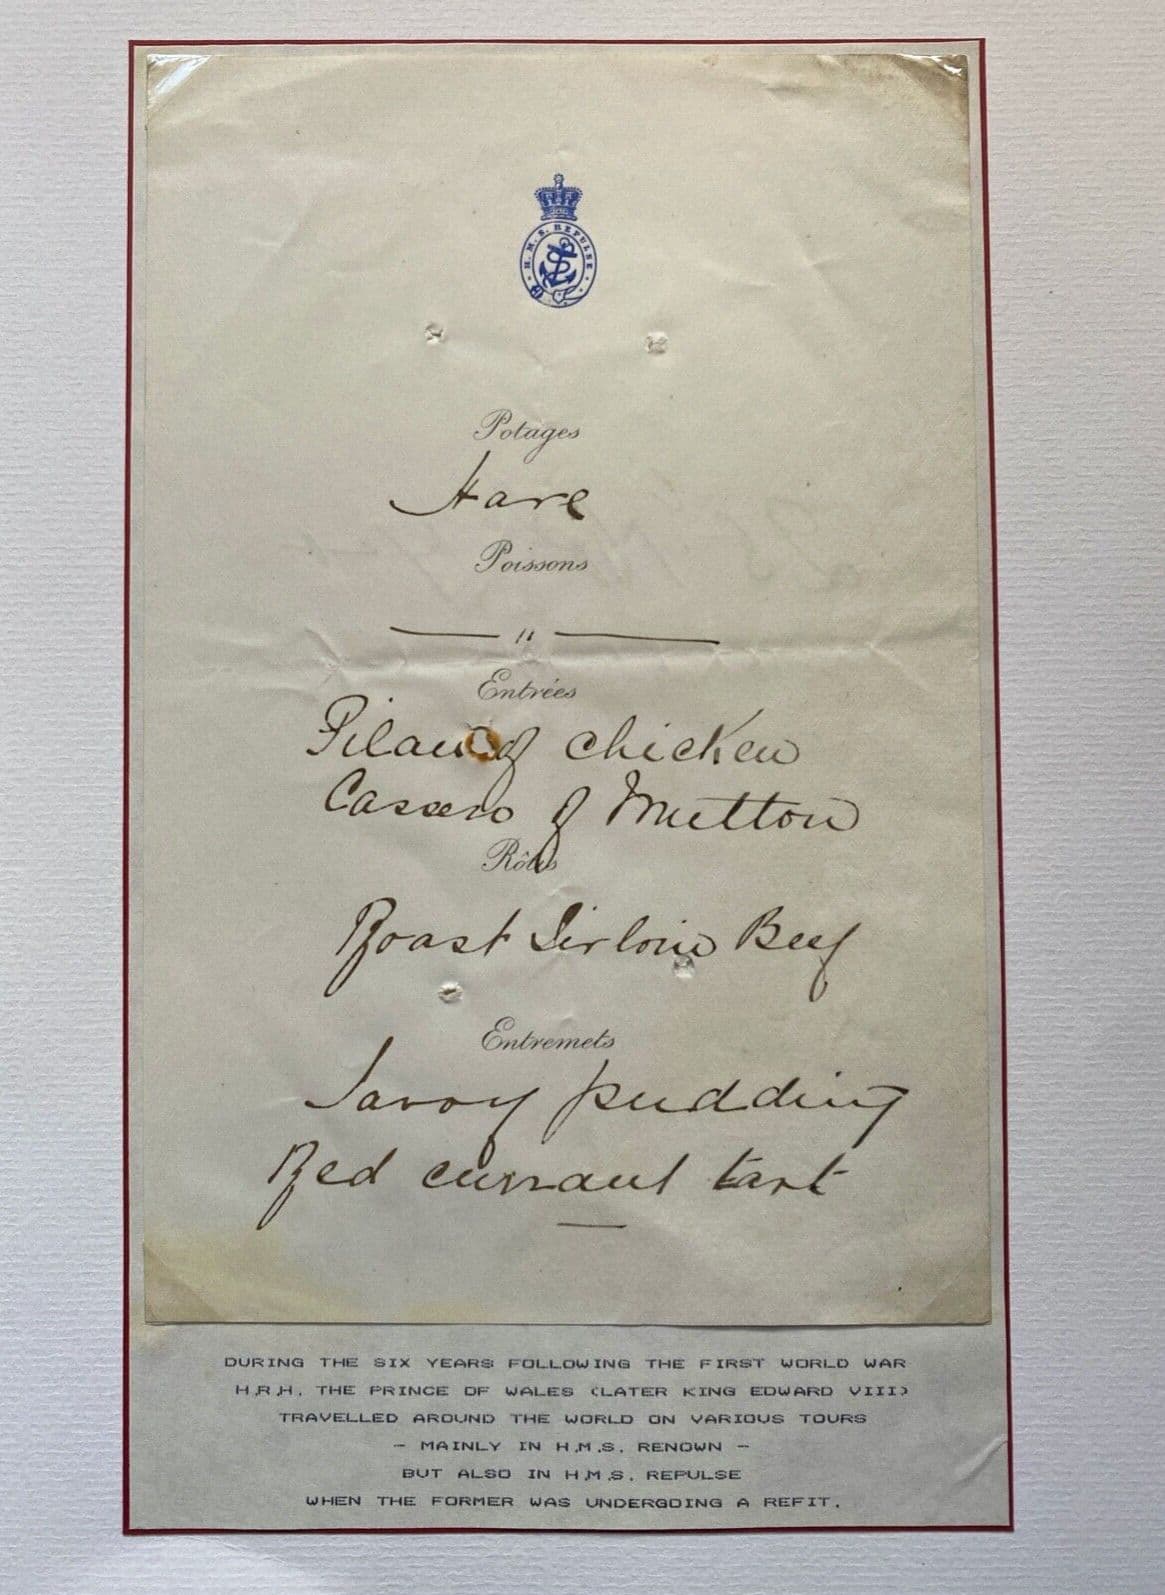 H. M. S. REPULSE
Potages
Hare
Poissons
— " —
Entrées
Pilau of chicken
of Mutton
Rôtis
Roast Sirloin Beef
Entremets
Savoy pudding
Red currant tart
DURING THE SIX YEARS FOLLOWING THE FIRST WORLD WAR
H.R.H. THE PRINCE OF WALES (LATER KING EDWARD VIII)
TRAVELLED AROUND THE WORLD ON VARIOUS TOURS
- MAINLY IN H.M.S. RENOWN -
BUT ALSO IN H.M.S. REPULSE
WHEN THE FORMER WAS UNDERGOING A REFIT.